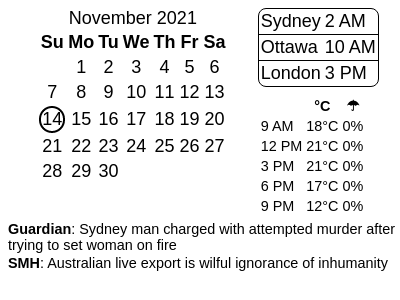 November 2021
Su Mo Tu We Th Fr Sa
1 2 3 4 5 6
7 8 9 10 11 12 13
14 15 16 17 18 19 20
21 22 23 24 25 26 27
28 29 30
Sydney 2 AM
Ottawa 10 AM
London 3 PM
°C ☂
9 AM 18°C 0%
12 PM 21°C 0%
3 PM 21°C 0%
6 PM 17°C 0%
9 PM 12°C 0%
Guardian: Sydney man charged with attempted murder after
trying to set woman on fire
SMH: Australian live export is wilful ignorance of inhumanity